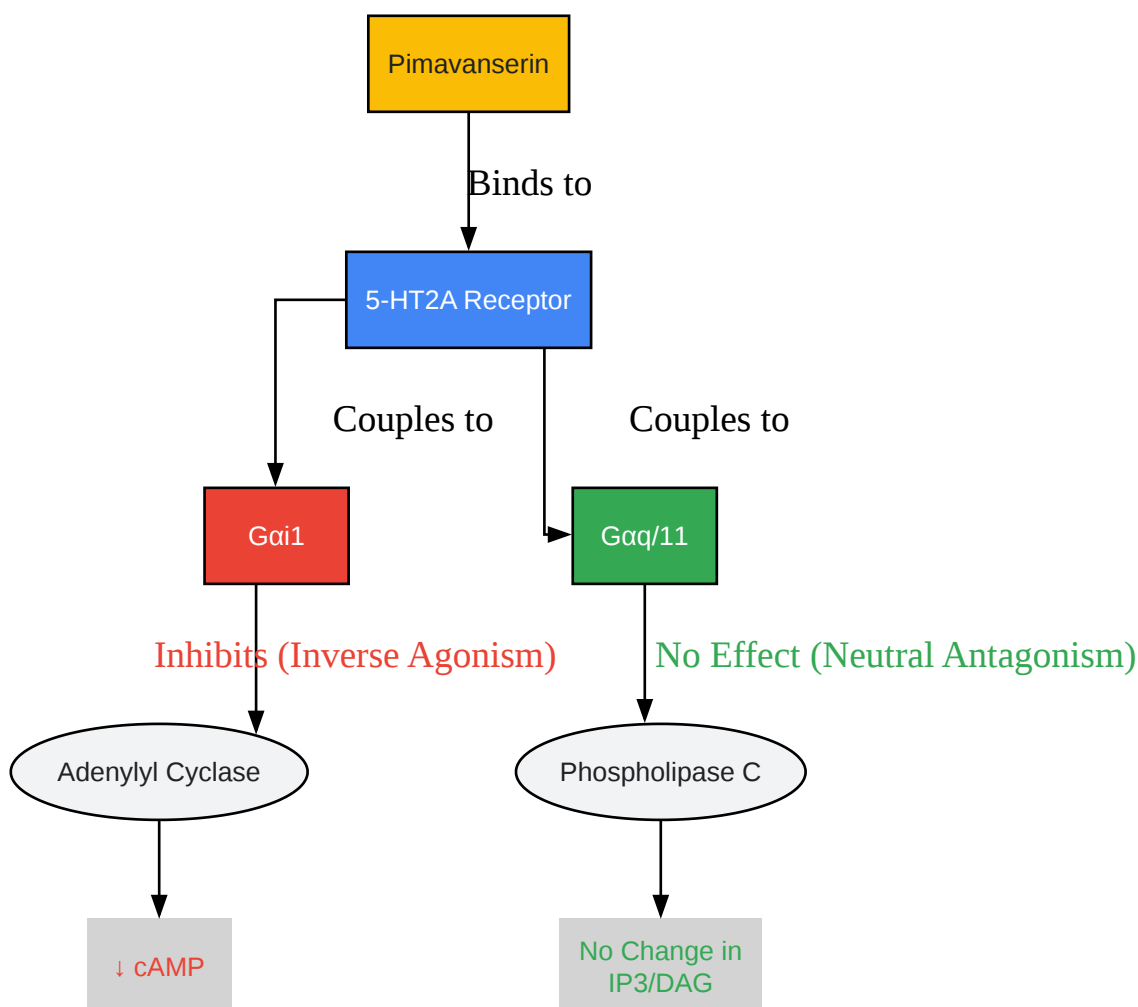 Pimavanserin
Binds to
5-HT2A Receptor
Couples to
Couples to
Gαi1
Gαq/11
Inhibits (Inverse Agonism)
No Effect (Neutral Antagonism)
Adenylyl Cyclase
Phospholipase C
↓ cAMP
No Change in
IP3/DAG